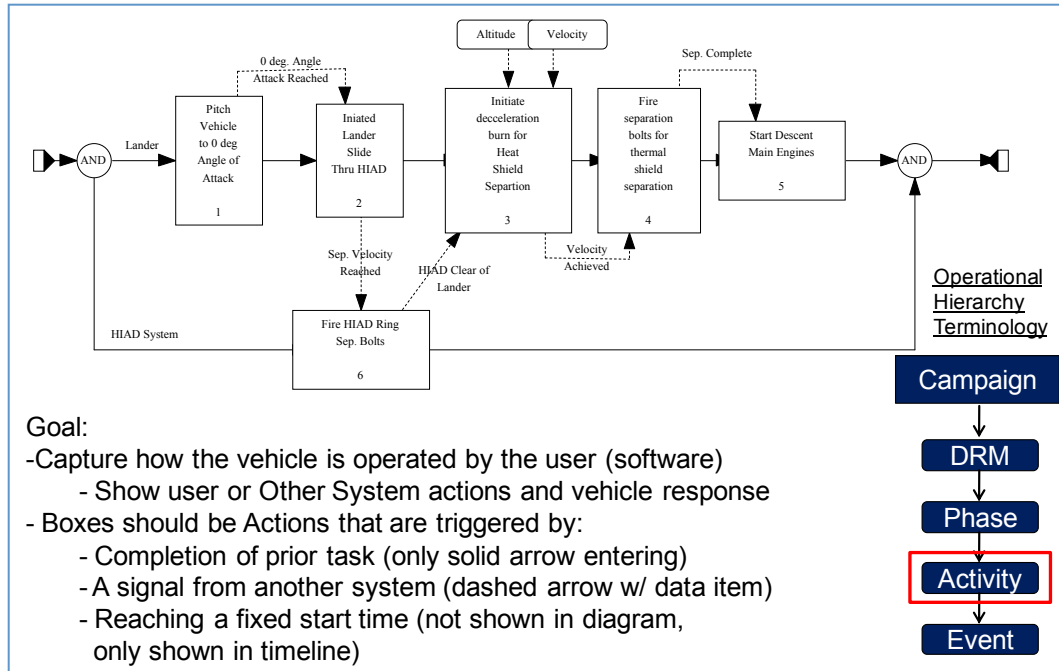 Altitude
Velocity
0 deg. Angle
Attack Reached
Sep. Complete
Pitch
Vehicle
to 0 deg
Angle of
Attack
1
Iniated
Lander
Slide
Thru HIAD
2
Initiate
decceleration
burn for
Heat
Shield
Separtion
3
Fire
separation
bolts for
thermal
shield
separation
4
Start Descent
Main Engines
5
AND
Lander
AND
Sep. Velocity
Reached
HIAD Clear of
Lander
Velocity
Achieved
HIAD System
Fire HIAD Ring
Sep. Bolts
6
Operational
Hierarchy
Terminology
Campaign
DRM
Phase
Activity
Event
Goal:
-Capture how the vehicle is operated by the user (software)
- Show user or Other System actions and vehicle response
- Boxes should be Actions that are triggered by:
- Completion of prior task (only solid arrow entering)
- A signal from another system (dashed arrow w/ data item)
- Reaching a fixed start time (not shown in diagram,
only shown in timeline)